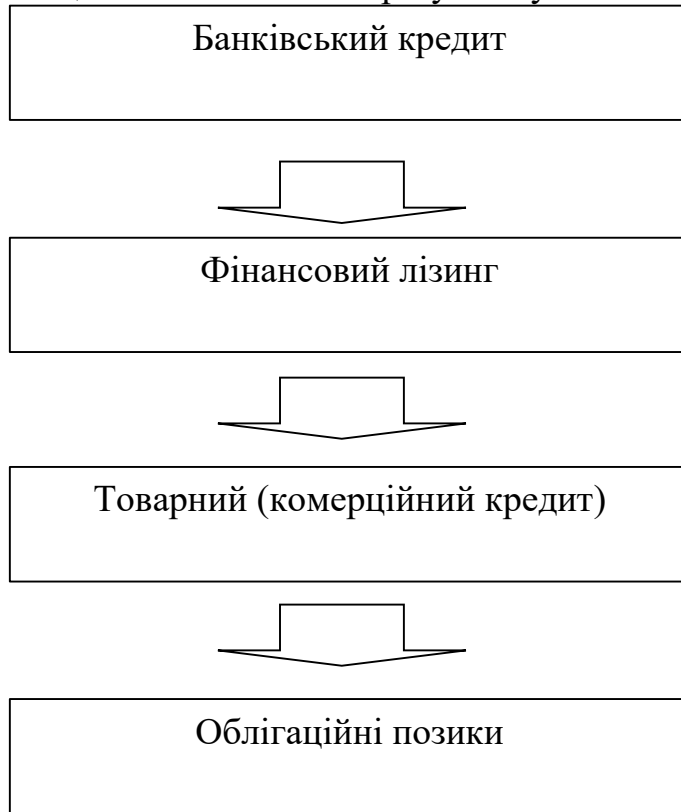 Банківський кредит
Фінансовий лізинг
Товарний (комерційний кредит)
Облігаційні позики